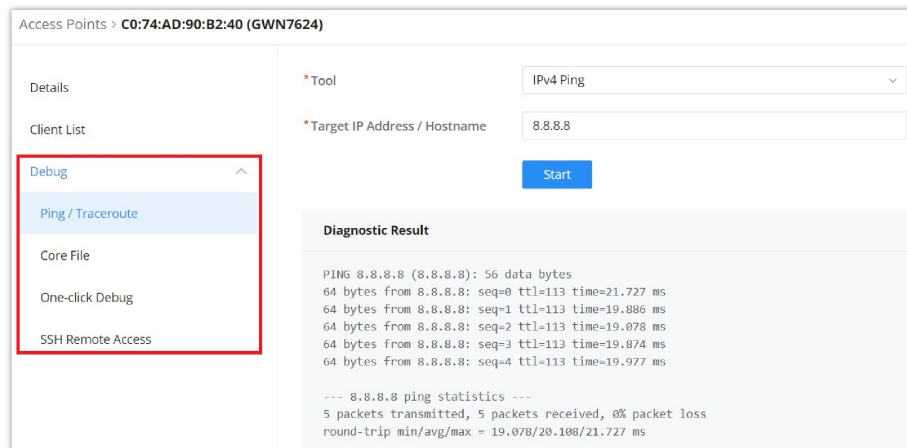 Access Points > C0:74:AD:90:B2:40 (GWN7624)
Details
Client List
Debug
Ping / Traceroute
Core File
One-click Debug
SSH Remote Access
*Tool
IPv4 Ping
*Target IP Address / Hostname
8.8.8.8
Start
Diagnostic Result
PING 8.8.8.8 (8.8.8.8): 56 data bytes
64 bytes from 8.8.8.8: seq=0 ttl=113 time=21.727 ms
64 bytes from 8.8.8.8: seq=1 ttl=113 time=19.886 ms
64 bytes from 8.8.8.8: seq=2 ttl=113 time=19.078 ms
64 bytes from 8.8.8.8: seq=3 ttl=113 time=19.874 ms
64 bytes from 8.8.8.8: seq=4 ttl=113 time=19.977 ms
--- 8.8.8.8 ping statistics ---
5 packets transmitted, 5 packets received, 0% packet loss
round-trip min/avg/max = 19.078/20.108/21.727 ms